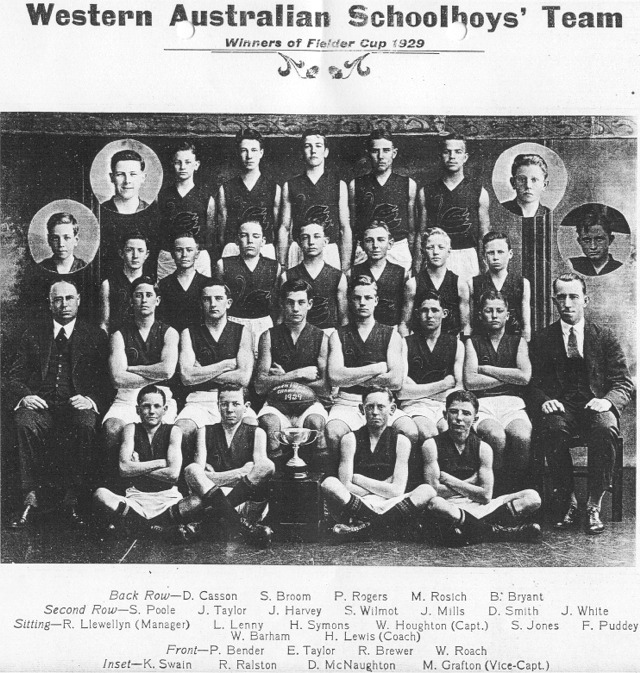 Western Australian Schoolboys' Team
Winners of Fielder Cup 1929
1929
Back Row—D. Casson S. Broom P. Rogers M. Rosich B. Bryant
Second Row—S. Poole J. Taylor J. Harvey S. Wilmot J. Mills D. Smith J. White
Sitting—R. Llewellyn (Manager) L. Lenny H. Symons W. Houghton (Capt.) S. Jones F. Puddey
W. Barham H. Lewis (Coach)
Front—P. Bender E. Taylor R. Brewer W. Roach
Inset—K. Swain R. Ralston D. McNaughton M. Grafton (Vice-Capt.)